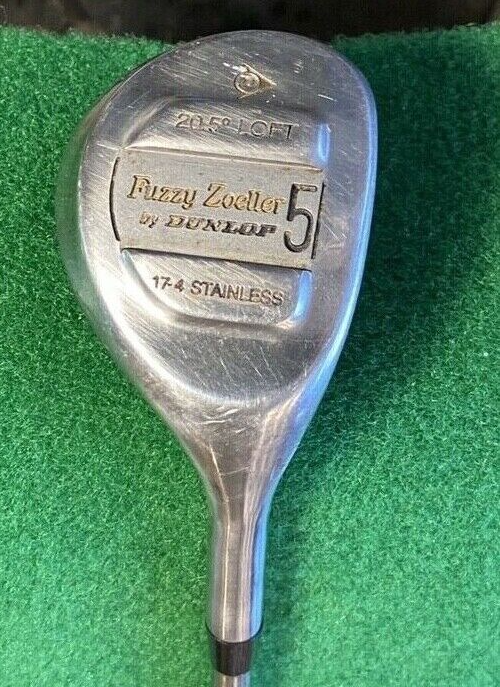 20.5° LOFT
Fuzzy Zoeller 5
by DUNLOP
17-4 STAINLESS